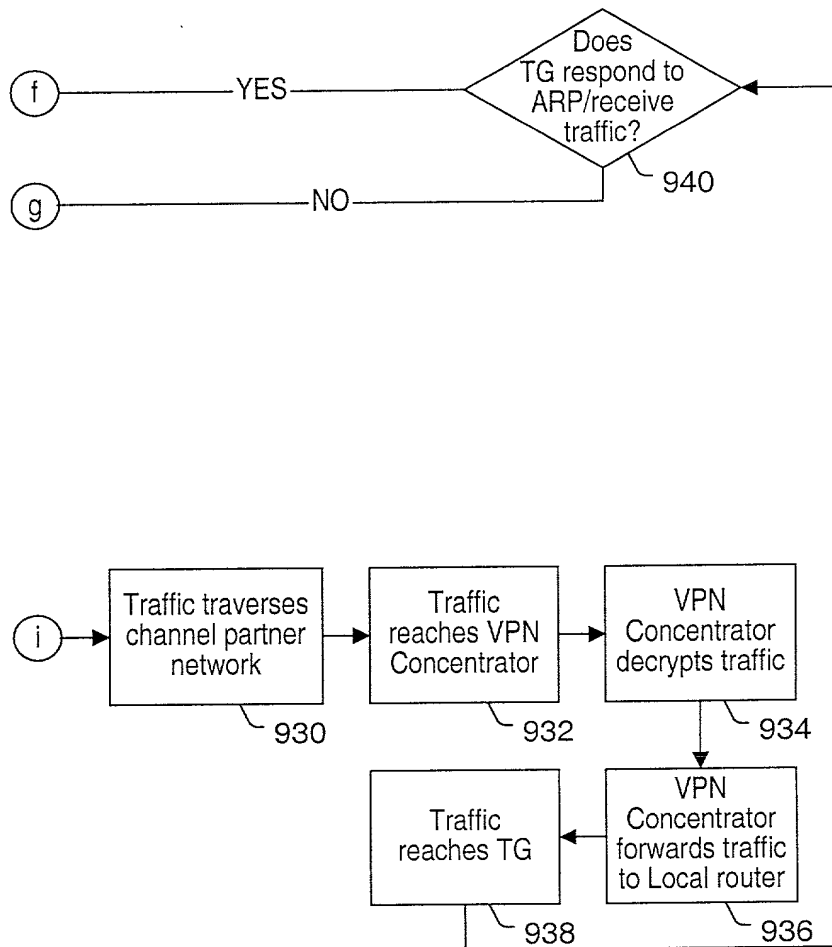 Does
TG respond to
ARP/receive
traffic?
f
YES
940
g
NO
i
Traffic traverses
channel partner
network
930
Traffic
reaches VPN
Concentrator
932
VPN
Concentrator
decrypts traffic
934
VPN
Concentrator
forwards traffic
to Local router
936
Traffic
reaches TG
938